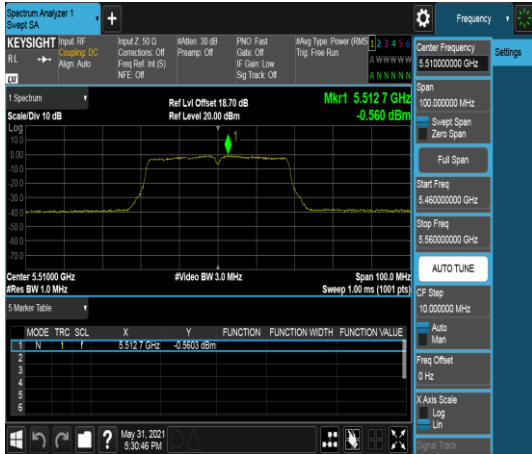 Spectrum Analyzer 1
Swept SA
+
Frequency
KEYSIGHT
Input: RF
Coupling: DC
Align: Auto
Input Z: 50 Ω
Corrections: Off
Freq Ref: Int (S)
NFE: Off
#Atten: 30 dB
Preamp: Off
PNO: Fast
Gate: Off
IF Gain: Low
Sig Track: Off
#Avg Type: Power (RMS
Trig: Free Run
1 2 3 4 5 6
A W W W W W
A N N N N N
R L
LXI
1 Spectrum
Scale/Div 10 dB
Ref Lvl Offset 18.70 dB
Ref Level 20.00 dBm
Mkr1 5.512 7 GHz
-0.560 dBm
Log
10.0
0.00
-10.0
-20.0
-30.0
-40.0
-50.0
-60.0
-70.0
1
Center 5.51000 GHz
#Res BW 1.0 MHz
#Video BW 3.0 MHz
Span 100.0 MHz
Sweep 1.00 ms (1001 pts)
5 Marker Table
MODE TRC SCL X Y FUNCTION FUNCTION WIDTH FUNCTION VALUE
1 N 1 f 5.512 7 GHz -0.5603 dBm
2
3
4
5
6
May 31, 2021
5:30:46 PM
?
Settings
Center Frequency
5.510000000 GHz
Span
100.000000 MHz
Swept Span
Zero Span
Full Span
Start Freq
5.460000000 GHz
Stop Freq
5.560000000 GHz
AUTO TUNE
CF Step
10.000000 MHz
Auto
Man
Freq Offset
0 Hz
X Axis Scale
Log
Lin
Signal Track